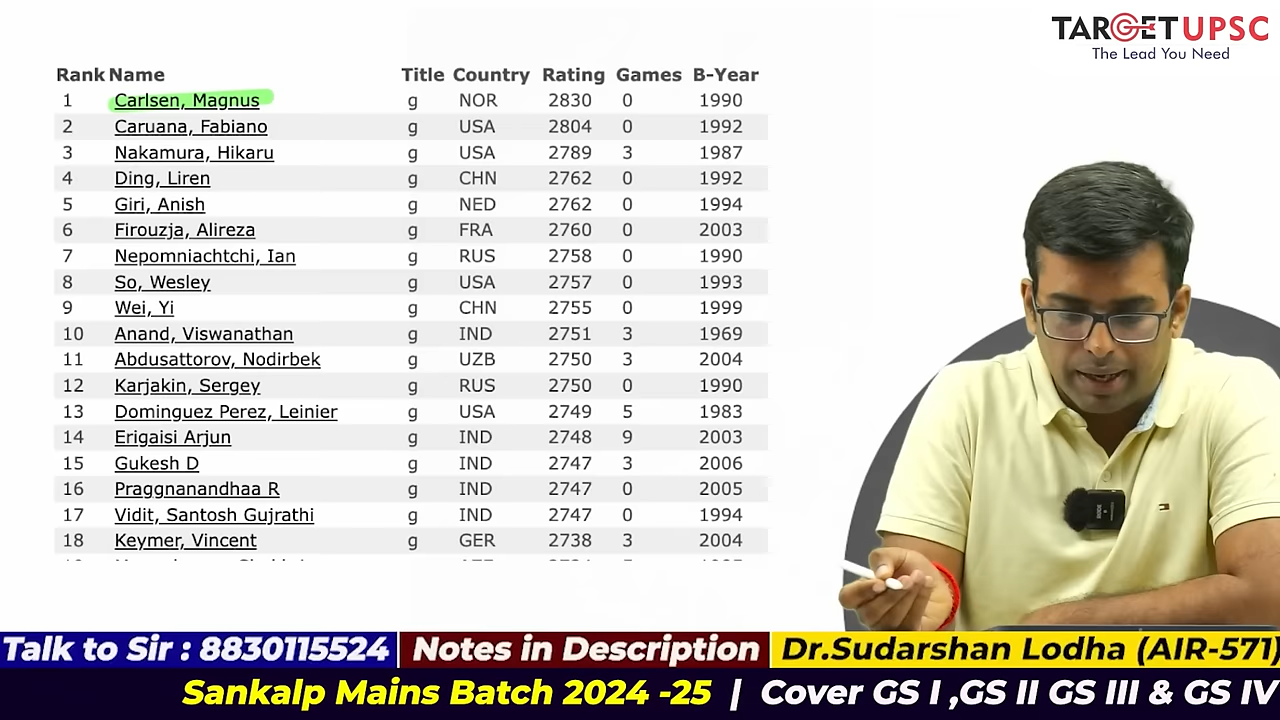 TARGET UPSC
The Lead You Need
Rank Name Title Country Rating Games B-Year
1 Carlsen, Magnus g NOR 2830 0 1990
2 Caruana, Fabiano g USA 2804 0 1992
3 Nakamura, Hikaru g USA 2789 3 1987
4 Ding, Liren g CHN 2762 0 1992
5 Giri, Anish g NED 2762 0 1994
6 Firouzja, Alireza g FRA 2760 0 2003
7 Nepomniachtchi, Ian g RUS 2758 0 1990
8 So, Wesley g USA 2757 0 1993
9 Wei, Yi g CHN 2755 0 1999
10 Anand, Viswanathan g IND 2751 3 1969
11 Abdusattorov, Nodirbek g UZB 2750 3 2004
12 Karjakin, Sergey g RUS 2750 0 1990
13 Dominguez Perez, Leinier g USA 2749 5 1983
14 Erigaisi Arjun g IND 2748 9 2003
15 Gukesh D g IND 2747 3 2006
16 Praggnanandhaa R g IND 2747 0 2005
17 Vidit, Santosh Gujrathi g IND 2747 0 1994
18 Keymer, Vincent g GER 2738 3 2004
Talk to Sir : 8830115524 Notes in Description Dr.Sudarshan Lodha (AIR-571)
Sankalp Mains Batch 2024 -25 | Cover GS I ,GS II GS III & GS IV